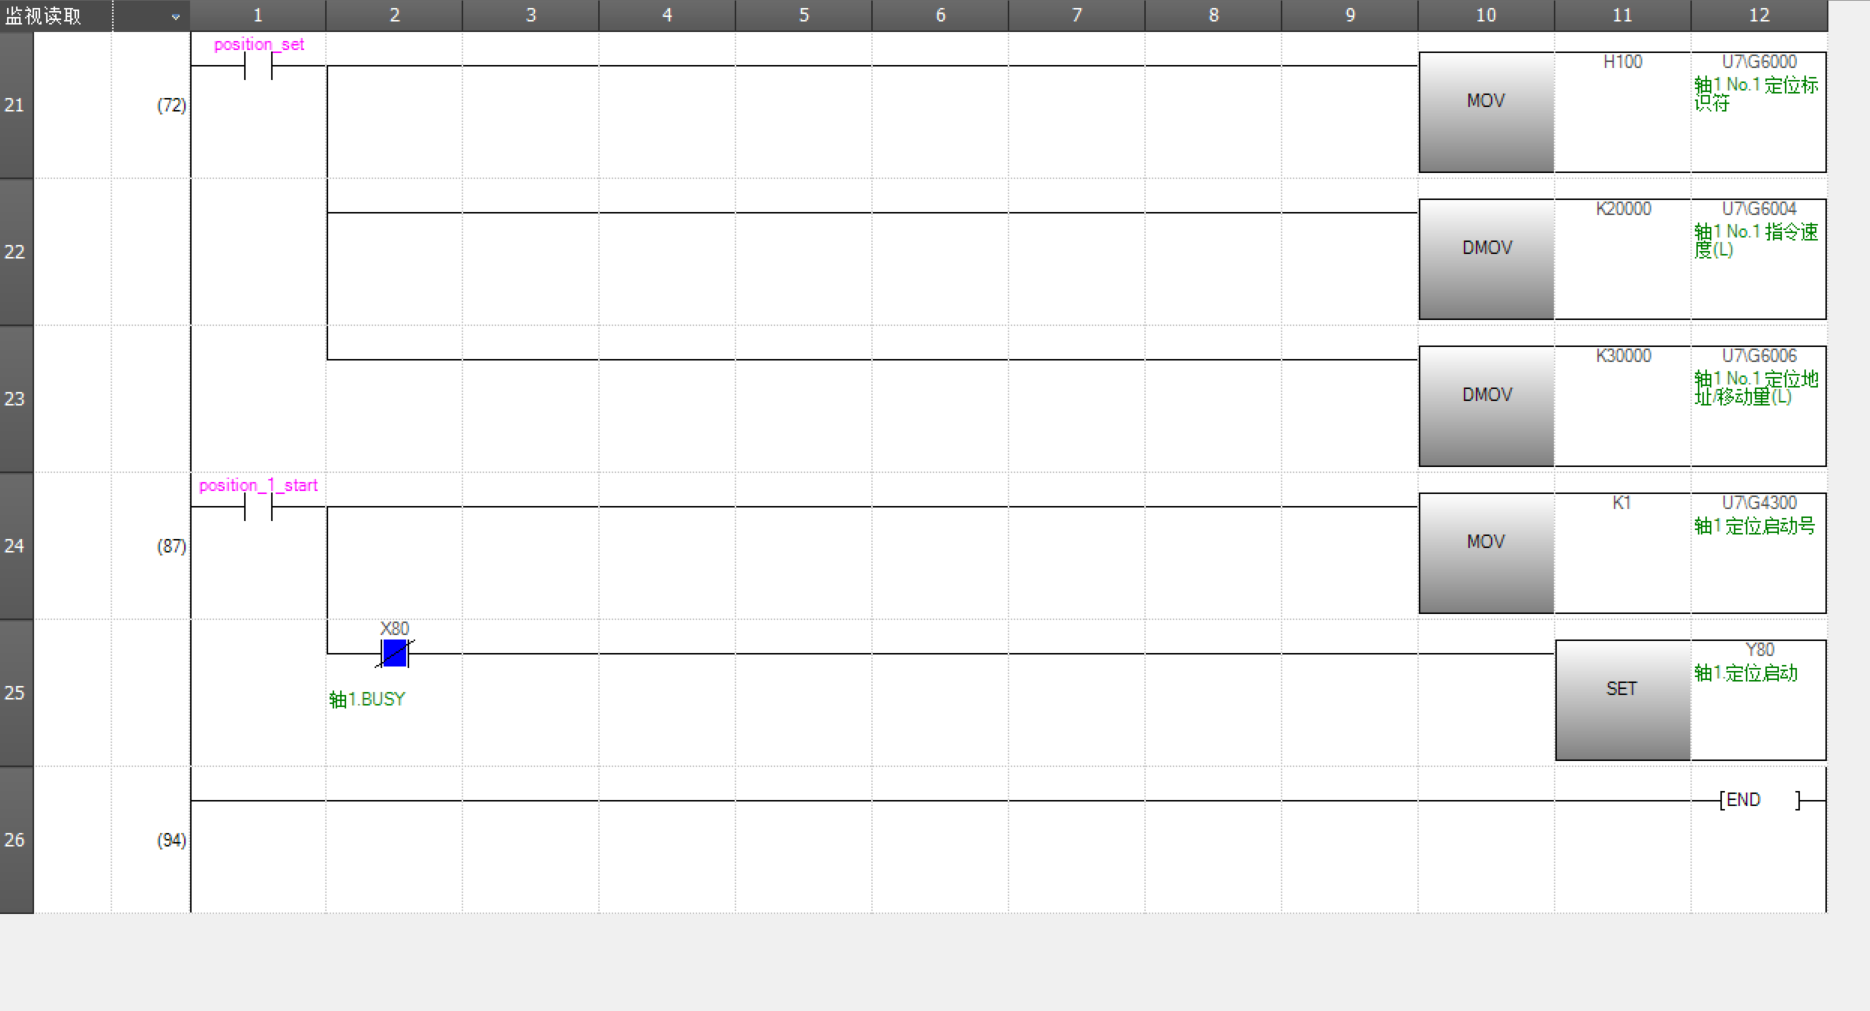 监视读取 1 2 3 4 5 6 7 8 9 10 11 12
position_set
H100 U7\G6000
21 (72) MOV 轴1 No.1 定位标
识符
K20000 U7\G6004
22 DMOV 轴1 No.1 指令速
度(L)
K30000 U7\G6006
23 DMOV 轴1 No.1 定位地
址/移动量(L)
position_1_start
K1 U7\G4300
24 (87) MOV 轴1 定位启动号
X80
Y80
25 轴1.BUSY SET 轴1.定位启动
[END ]
26 (94)